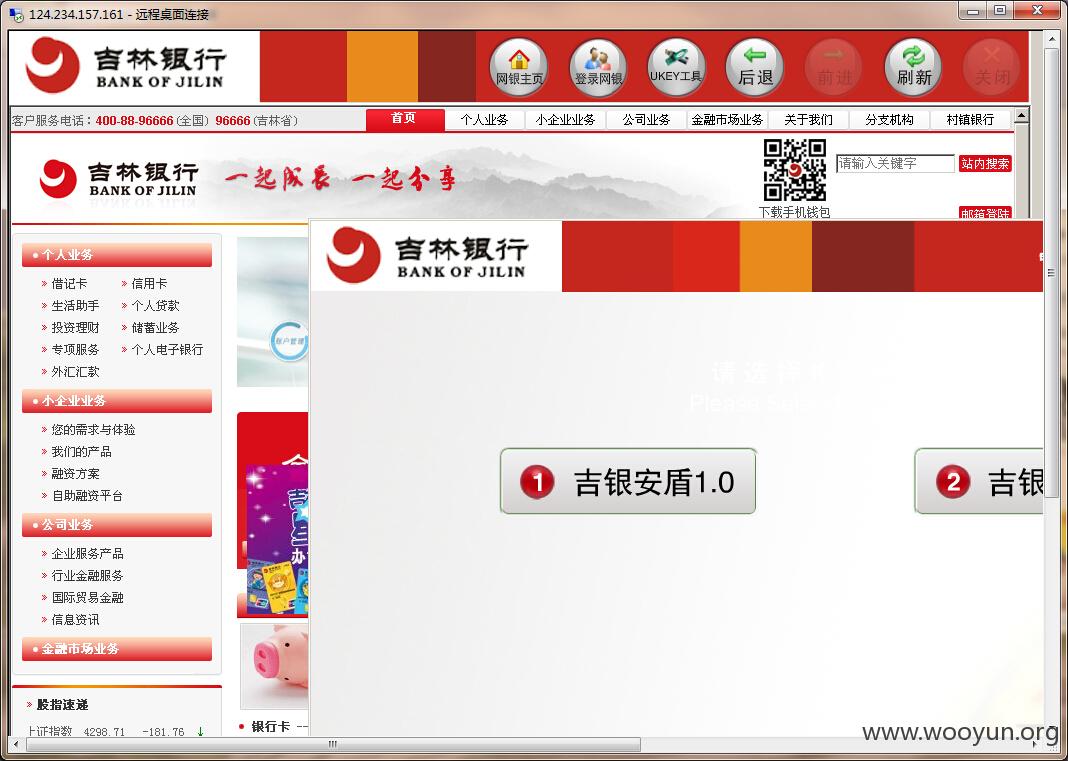 124.234.157.161 - 远程桌面连接
吉林银行
BANK OF JILIN
网银主页
登录网银
UKEY工具
后退
前进
刷新
关闭
客户服务电话：400-88-96666 (全国) 96666 (吉林省)
首页
个人业务
小企业业务
公司业务
金融市场业务
关于我们
分支机构
村镇银行
吉林银行
BANK OF JILIN
一起成长 一起分享
请输入关键字
站内搜索
下载手机钱包
邮箱登陆
个人业务
» 借记卡 » 信用卡
» 生活助手 » 个人贷款
» 投资理财 » 储蓄业务
» 专项服务 » 个人电子银行
» 外汇汇款
小企业业务
» 您的需求与体验
» 我们的产品
» 融资方案
» 自助融资平台
公司业务
» 企业服务产品
» 行业金融服务
» 国际贸易金融
» 信息资讯
金融市场业务
» 股指速递
上证指数 4298.71 -181.76 ↓
账户管理
银行卡
吉林银行
BANK OF JILIN
请选择
Please Sel
1 吉银安盾1.0
2 吉银
www.wooyun.org